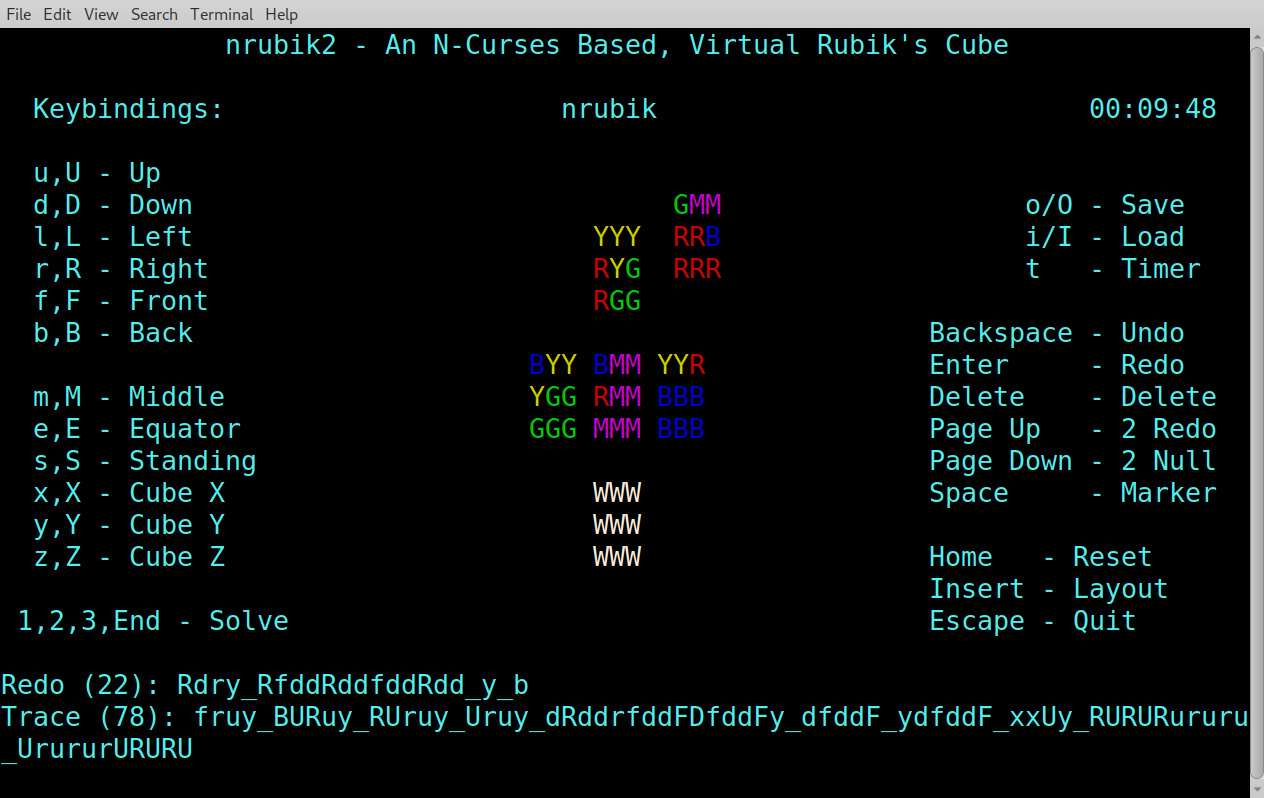 File Edit View Search Terminal Help
nrubik2 - An N-Curses Based, Virtual Rubik's Cube
Keybindings: nrubik 00:09:48
u,U - Up
d,D - Down GMM o/O - Save
l,L - Left YYY RRB i/I - Load
r,R - Right RYG RRR t - Timer
f,F - Front RGG
b,B - Back Backspace - Undo
BYY BMM YYR Enter - Redo
m,M - Middle YGG RMM BBB Delete - Delete
e,E - Equator GGG MMM BBB Page Up - 2 Redo
s,S - Standing Page Down - 2 Null
x,X - Cube X WWW Space - Marker
y,Y - Cube Y WWW
z,Z - Cube Z WWW Home - Reset
Insert - Layout
1,2,3,End - Solve Escape - Quit
Redo (22): Rdry_RfddRddfddRdd_y_b
Trace (78): fruy_BURuy_RUruy_Uruy_dRddrfddFDfddFy_dfddF_ydfddF_xxUy_RURURururu
_UrururURURU